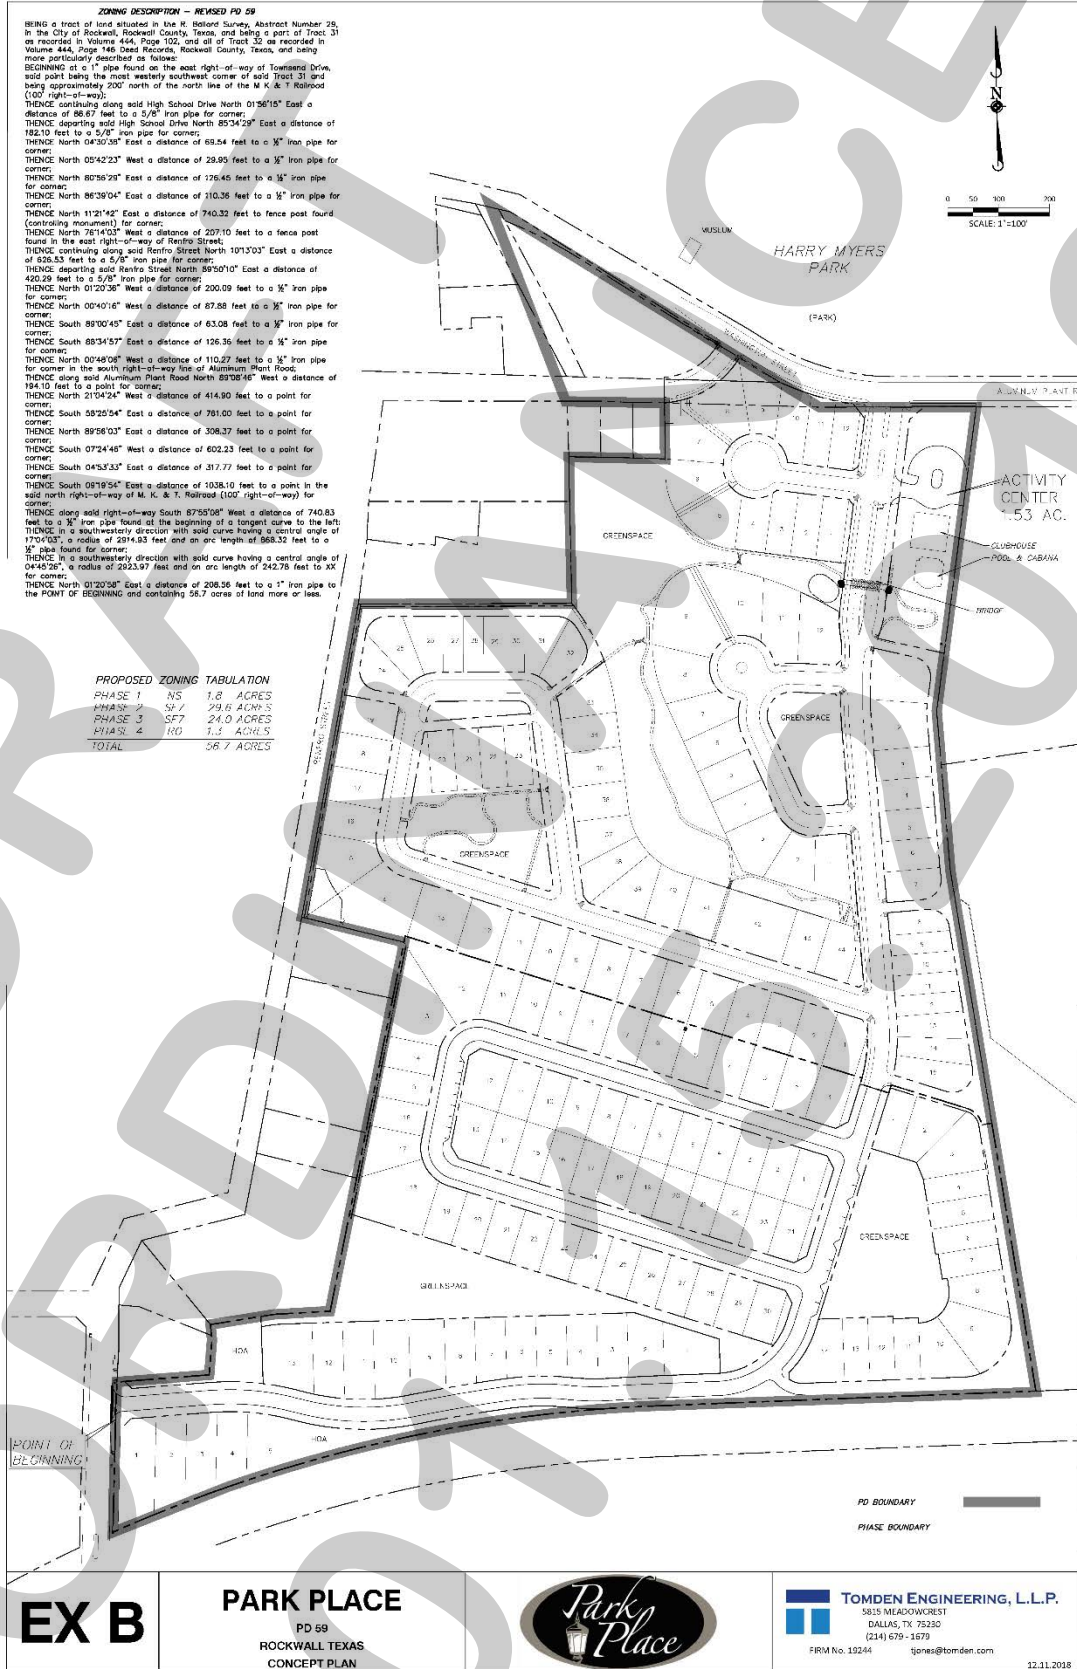 ZONING DESCRIPTION – REVISED PD 59
BEING a tract of land situated in the R. Ballard Survey, Abstract Number 29,
in the City of Rockwall, Rockwall County, Texas, and being a part of Tract 31
as recorded in Volume 444, Page 102, and all of Tract 32 as recorded in
Volume 444, Page 146 Deed Records, Rockwall County, Texas, and being
more particularly described as follows:
BEGINNING at a 1" pipe found on the east right-of-way of Townsend Drive,
said point being the most westerly southwest corner of said Tract 31 and
being approximately 200' north of the north line of the M K & T Railroad
(100' right-of-way);
THENCE continuing along said High School Drive North 01°56'15" East a
distance of 86.67 feet to a 5/8" iron pipe for corner;
THENCE departing said High School Drive North 85°34'29" East a distance of
182.10 feet to a 5/8" iron pipe for corner;
THENCE North 04°30'38" East a distance of 69.54 feet to a ½" iron pipe for
corner;
THENCE North 05°42'23" West a distance of 29.95 feet to a ½" iron pipe for
corner;
THENCE North 80°56'29" East a distance of 126.45 feet to a ½" iron pipe
for corner;
THENCE North 86°39'04" East a distance of 110.36 feet to a ½" iron pipe for
corner;
THENCE North 11°21'42" East a distance of 740.32 feet to fence post found
(controlling monument) for corner;
THENCE North 76°14'03" West a distance of 207.10 feet to a fence post
found in the east right-of-way of Renfro Street;
THENCE continuing along said Renfro Street North 10°13'03" East a distance
of 626.53 feet to a 5/8" iron pipe for corner;
THENCE departing said Renfro Street North 89°50'10" East a distance of
420.29 feet to a 5/8" iron pipe for corner;
THENCE North 01°20'36" West a distance of 200.09 feet to a ½" iron pipe
for corner;
THENCE North 00°40'16" West a distance of 87.88 feet to a ½" iron pipe for
corner;
THENCE South 89°00'45" East a distance of 63.08 feet to a ½" iron pipe for
corner;
THENCE South 88°34'57" East a distance of 126.36 feet to a ½" iron pipe
for corner;
THENCE North 00°48'06" West a distance of 110.27 feet to a ½" iron pipe
for corner in the south right-of-way line of Aluminum Plant Road;
THENCE along said Aluminum Plant Road North 89°08'46" West a distance of
194.10 feet to a point for corner;
THENCE North 21°04'24" West a distance of 414.90 feet to a point for
corner;
THENCE South 58°25'54" East a distance of 761.00 feet to a point for
corner;
THENCE North 89°56'03" East a distance of 308.37 feet to a point for
corner;
THENCE South 07°24'46" West a distance of 602.23 feet to a point for
corner;
THENCE South 04°53'33" East a distance of 317.77 feet to a point for
corner;
THENCE South 09°19'54" East a distance of 1038.10 feet to a point in the
said north right-of-way of M. K. & T. Railroad (100' right-of-way) for
corner;
THENCE along said right-of-way South 87°55'08" West a distance of 740.83
feet to a ½" iron pipe found at the beginning of a tangent curve to the left;
THENCE in a southwesterly direction with said curve having a central angle of
17°04'03", a radius of 2914.93 feet and an arc length of 868.32 feet to a
½" pipe found for corner;
THENCE in a southwesterly direction with said curve having a central angle of
04°45'26", a radius of 2923.97 feet and an arc length of 242.78 feet to XX
for corner;
THENCE North 01°20'58" East a distance of 208.56 feet to a 1" iron pipe to
the POINT OF BEGINNING and containing 56.7 acres of land more or less.
PROPOSED ZONING TABULATION
PHASE 1 NS 1.8 ACRES
PHASE 2 SF7 29.6 ACRES
PHASE 3 SF7 24.0 ACRES
PHASE 4 RO 1.3 ACRES
TOTAL 56.7 ACRES
N
0 50 100 200
SCALE: 1"=100'
MUSEUM
HARRY MYERS
PARK
(PARK)
WASHINGTON STREET
ALUMINUM PLANT R
ACTIVITY
CENTER
1.53 AC.
CLUBHOUSE
POOL & CABANA
BRIDGE
GREENSPACE
GREENSPACE
RENFRO STREET
GREENSPACE
GREENSPACE
GREENSPACE
HOA
HOA
POINT OF
BEGINNING
PD BOUNDARY
PHASE BOUNDARY
DRAFT ORDINANCE
01.15.2019
EX B
PARK PLACE
PD 59
ROCKWALL TEXAS
CONCEPT PLAN
Park
Place
TOMDEN ENGINEERING, L.L.P.
5815 MEADOWCREST
DALLAS, TX 75230
(214) 679 - 1679
FIRM No. 19244 tjones@tomden.com
12.11.2018